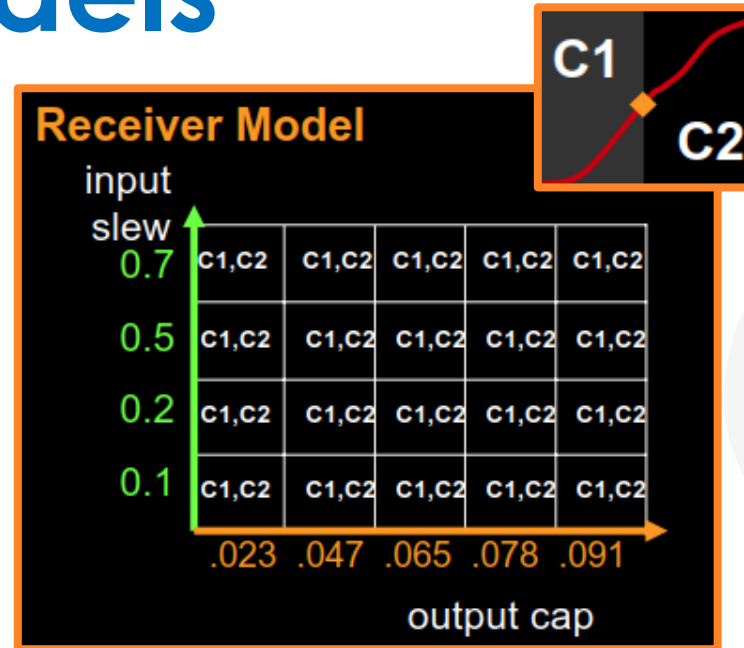 dels
C1
C2
Receiver Model
input
slew
0.7 C1,C2 C1,C2 C1,C2 C1,C2 C1,C2
0.5 C1,C2 C1,C2 C1,C2 C1,C2 C1,C2
0.2 C1,C2 C1,C2 C1,C2 C1,C2 C1,C2
0.1 C1,C2 C1,C2 C1,C2 C1,C2 C1,C2
.023 .047 .065 .078 .091
output cap